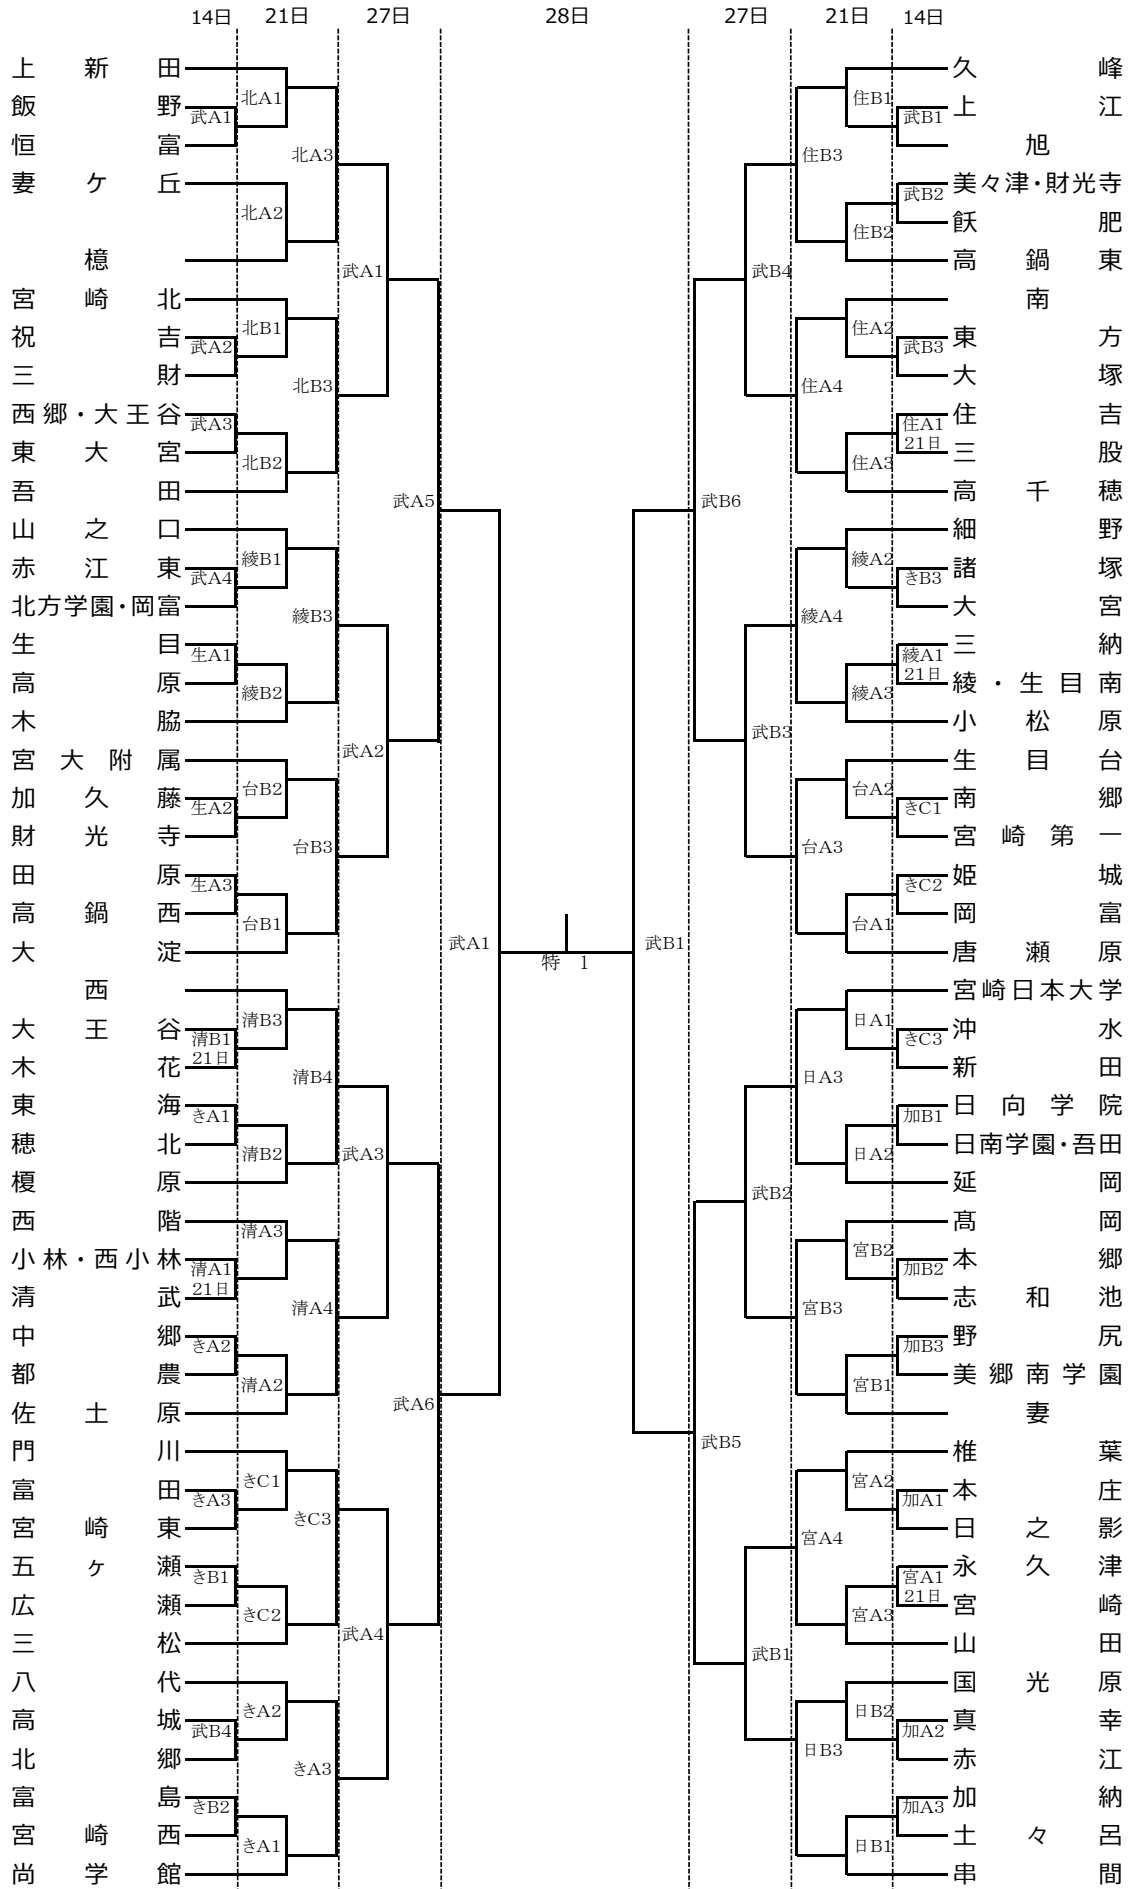 14日 21日 27日 28日 27日 21日 14日
上新田 久峰
北A1 住B1
飯野 上江
武A1 武B1
恒富 旭
北A3 住B3
妻ケ丘 美々津・財光寺
武B2
北A2 飫肥
住B2
檍 高鍋東
武A1 武B4
宮崎北 南
北B1 住A2
祝吉 東方
武A2 武B3
三財 大塚
北B3 住A4
西郷・大王谷 住吉
武A3 住A1
21日
東大宮 三股
北B2 住A3
吾田 高千穂
武A5 武B6
山之口 細野
綾B1 綾A2
赤江東 諸塚
武A4 きB3
北方学園・岡富 大宮
綾B3 綾A4
生目 三納
生A1 綾A1
21日
高原 綾・生目南
綾B2 綾A3
木脇 小松原
武A2 武B3
宮大附属 生目台
台B2 台A2
加久藤 南郷
生A2 きC1
財光寺 宮崎第一
台B3 台A3
田原 姫城
生A3 きC2
高鍋西 岡富
台B1 台A1
大淀 唐瀬原
武A1 武B1
特 1
西 宮崎日本大学
清B3 日A1
大王谷 沖水
清B1 きC3
21日
木花 新田
清B4 日A3
東海 日向学院
きA1 加B1
穂北 日南学園・吾田
清B2 武A3 日A2
榎原 延岡
武B2
西階 髙岡
清A3 宮B2
小林・西小林 本郷
清A1 加B2
21日
清武 志和池
清A4 宮B3
中郷 野尻
きA2 加B3
都農 美郷南学園
清A2 宮B1
佐土原 妻
武A6 武B5
門川 椎葉
きC1 宮A2
富田 本庄
きA3 加A1
宮崎東 日之影
きC3 宮A4
五ヶ瀬 永久津
きB1 宮A1
21日
広瀬 宮崎
きC2 宮A3
三松 山田
武A4 武B1
八代 国光原
きA2 日B2
高城 真幸
武B4 加A2
北郷 赤江
きA3 日B3
富島 加納
きB2 加A3
宮崎西 土々呂
きA1 日B1
尚学館 串間